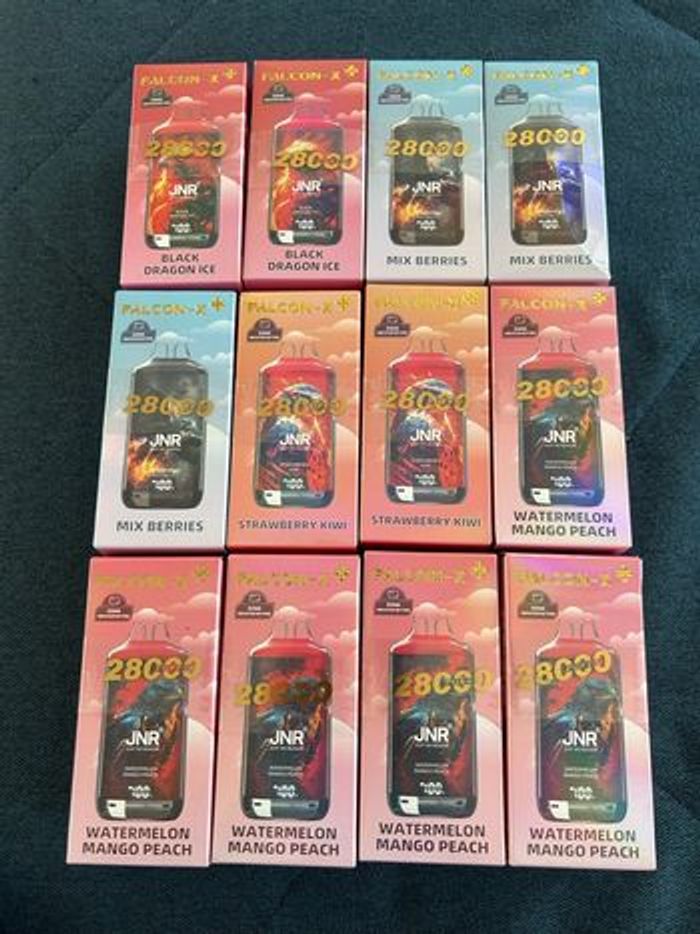 FALCON-X
28000
JNR
BLACK
DRAGON ICE
FALCON-X
28000
JNR
BLACK
DRAGON ICE
FALCON-X
28000
JNR
MIX BERRIES
FALCON-X
28000
JNR
MIX BERRIES
FALCON-X
28000
JNR
MIX BERRIES
FALCON-X
28000
JNR
STRAWBERRY KIWI
FALCON-X
28000
JNR
STRAWBERRY KIWI
FALCON-X
28000
JNR
WATERMELON
MANGO PEACH
FALCON-X
28000
JNR
WATERMELON
MANGO PEACH
FALCON-X
28000
JNR
WATERMELON
MANGO PEACH
FALCON-X
28000
JNR
WATERMELON
MANGO PEACH
FALCON-X
28000
JNR
WATERMELON
MANGO PEACH